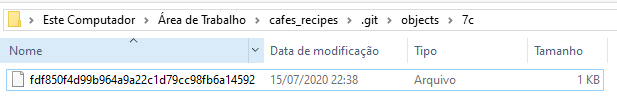 Este Computador > Área de Trabalho > cafes_recipes > .git > objects > 7c
Nome Data de modificação Tipo Tamanho
fdf850f4d99b964a9a22c1d79cc98fb6a14592 15/07/2020 22:38 Arquivo 1 KB